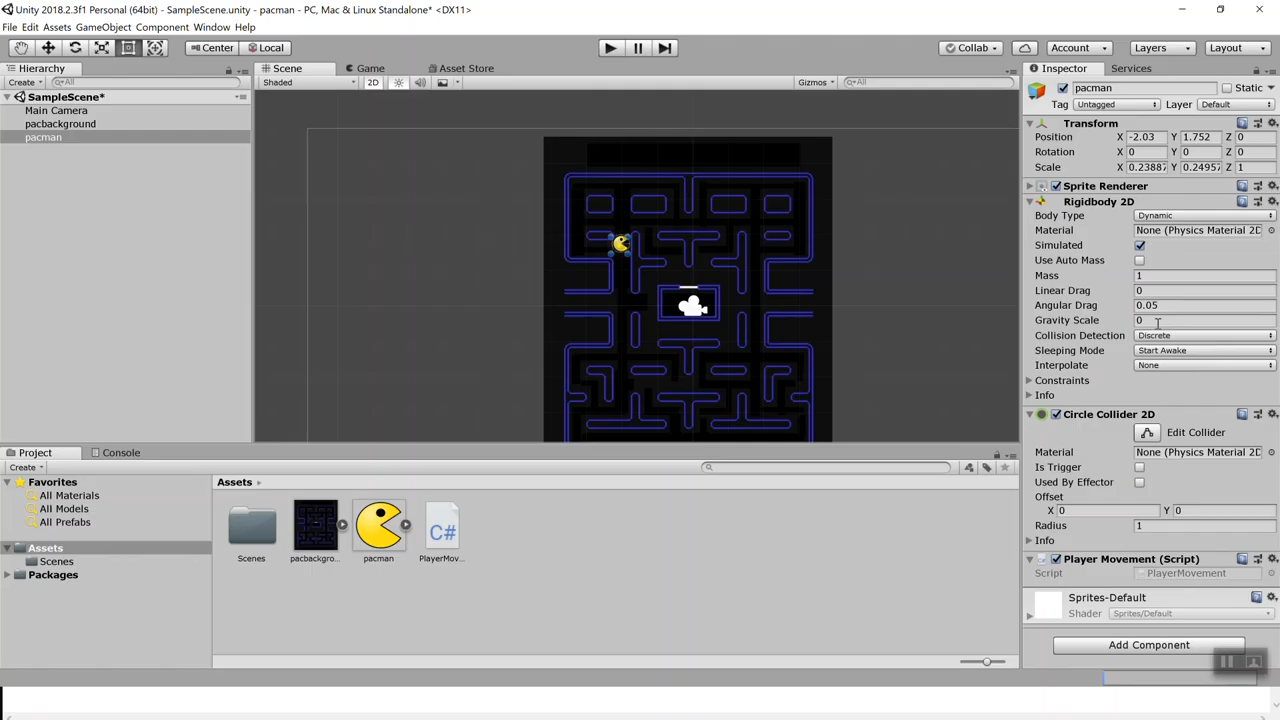 Unity 2018.2.3f1 Personal (64bit) - SampleScene.unity - pacman - PC, Mac & Linux Standalone* <DX11>
File Edit Assets GameObject Component Window Help
Center Local Collab Account Layers Layout
Hierarchy Scene Game Asset Store Inspector Services
Create All Shaded 2D Gizmos All
pacman Static
Tag Untagged Layer Default
SampleScene*
Main Camera
pacbackground
pacman
Transform
Position X -2.03 Y 1.752 Z 0
Rotation X 0 Y 0 Z 0
Scale X 0.23887 Y 0.24957 Z 1
Sprite Renderer
Rigidbody 2D
Body Type Dynamic
Material None (Physics Material 2D
Simulated
Use Auto Mass
Mass 1
Linear Drag 0
Angular Drag 0.05
Gravity Scale 0
Collision Detection Discrete
Sleeping Mode Start Awake
Interpolate None
Constraints
Info
Circle Collider 2D
Edit Collider
Material None (Physics Material 2D
Is Trigger
Used By Effector
Offset
X 0 Y 0
Radius 1
Info
Player Movement (Script)
Script PlayerMovement
Sprites-Default
Shader Sprites/Default
Add Component
Project Console
Create
Favorites
All Materials
All Models
All Prefabs
Assets
Scenes
Packages
Assets
C#
Scenes pacbackgro... pacman PlayerMov...